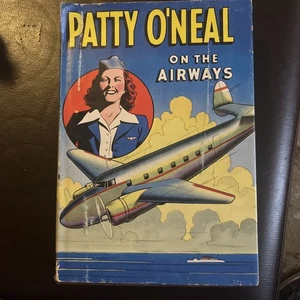 PATTY O'NEAL
ON THE
AIRWAYS